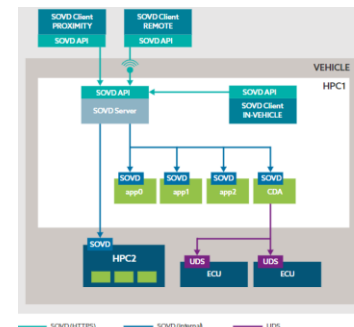 SOVD Client
PROXIMITY
SOVD API
SOVD Client
REMOTE
SOVD API
VEHICLE
HPC1
SOVD API
SOVD Server
SOVD API
SOVD Client
IN-VEHICLE
SOVD
app0
SOVD
app1
SOVD
app2
SOVD
CDA
SOVD
HPC2
UDS
ECU
UDS
ECU
SOVD (HTTPS)
SOVD (Internal)
UDS